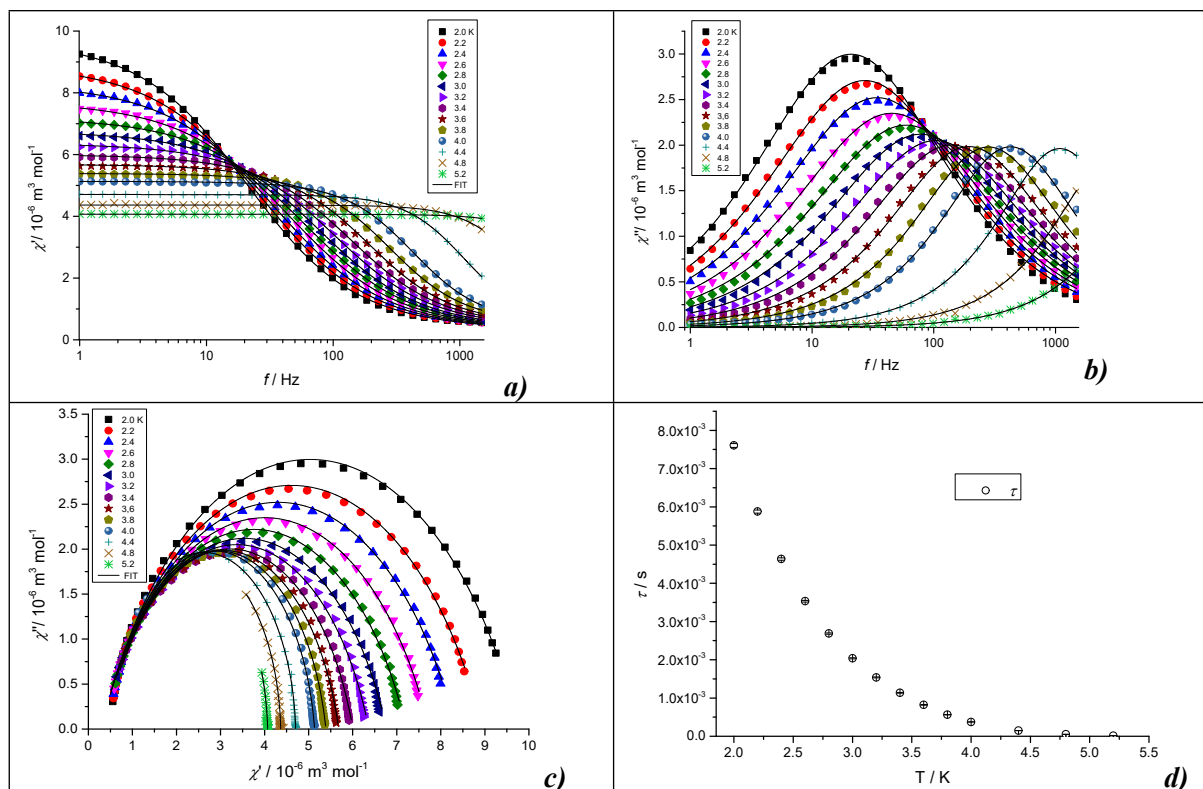 10
8
6
4
2
0
1
10
100
1000
χ'/ 10⁻⁶ m³ mol⁻¹
f / Hz
2.0 K
2.2
2.4
2.6
2.8
3.0
3.2
3.4
3.6
3.8
4.0
4.4
4.8
5.2
FIT
a)
3.0
2.5
2.0
1.5
1.0
0.5
0.0
1
10
100
1000
χ''/ 10⁻⁶ m³ mol⁻¹
f / Hz
2.0 K
2.2
2.4
2.6
2.8
3.0
3.2
3.4
3.6
3.8
4.0
4.4
4.8
5.2
b)
3.5
3.0
2.5
2.0
1.5
1.0
0.5
0.0
0 1 2 3 4 5 6 7 8 9 10
χ''/ 10⁻⁶ m³ mol⁻¹
χ' / 10⁻⁶ m³ mol⁻¹
2.0 K
2.2
2.4
2.6
2.8
3.0
3.2
3.4
3,6
3.8
4.0
4.4
4.8
5.2
FIT
c)
8.0x10⁻³
7.0x10⁻³
6.0x10⁻³
5.0x10⁻³
4.0x10⁻³
3.0x10⁻³
2.0x10⁻³
1.0x10⁻³
0.0
2.0 2.5 3.0 3.5 4.0 4.5 5.0 5.5
τ / s
T / K
τ
d)